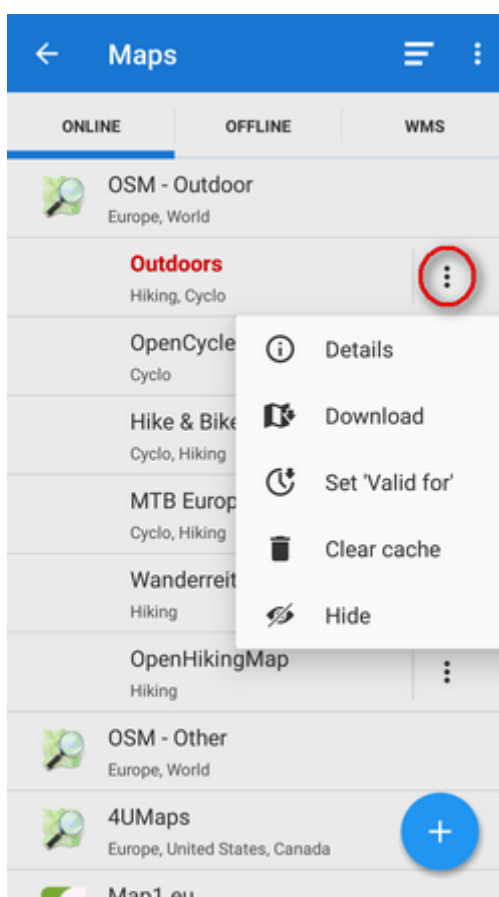 Maps
ONLINE OFFLINE WMS
OSM - Outdoor
Europe, World
Outdoors
Hiking, Cyclo
OpenCycle
Cyclo
Hike & Bike
Cyclo, Hiking
MTB Europ
Cyclo, Hiking
Wanderreit
Hiking
Details
Download
Set 'Valid for'
Clear cache
Hide
OpenHikingMap
Hiking
OSM - Other
Europe, World
4UMaps
Europe, United States, Canada
Map1.eu